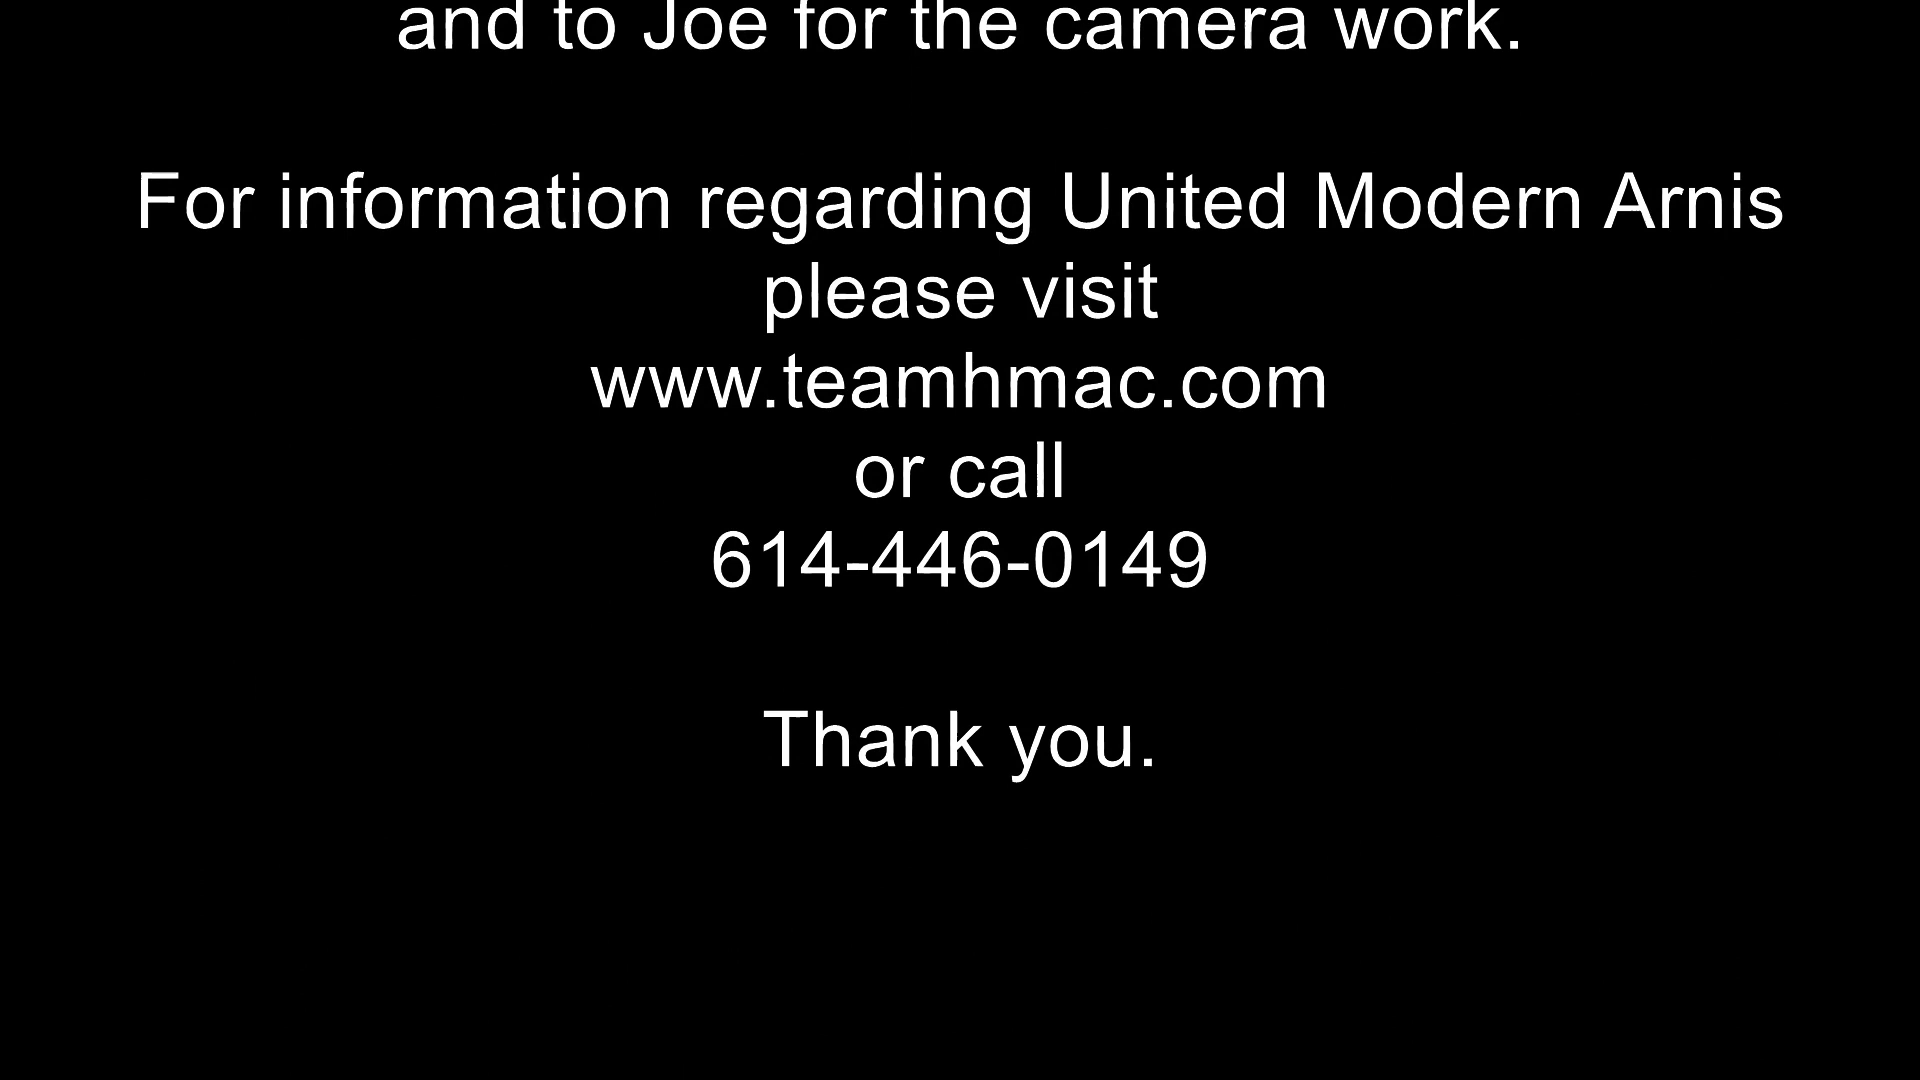 and to Joe for the camera work.
For information regarding United Modern Arnis
please visit
www.teamhmac.com
or call
614-446-0149
Thank you.